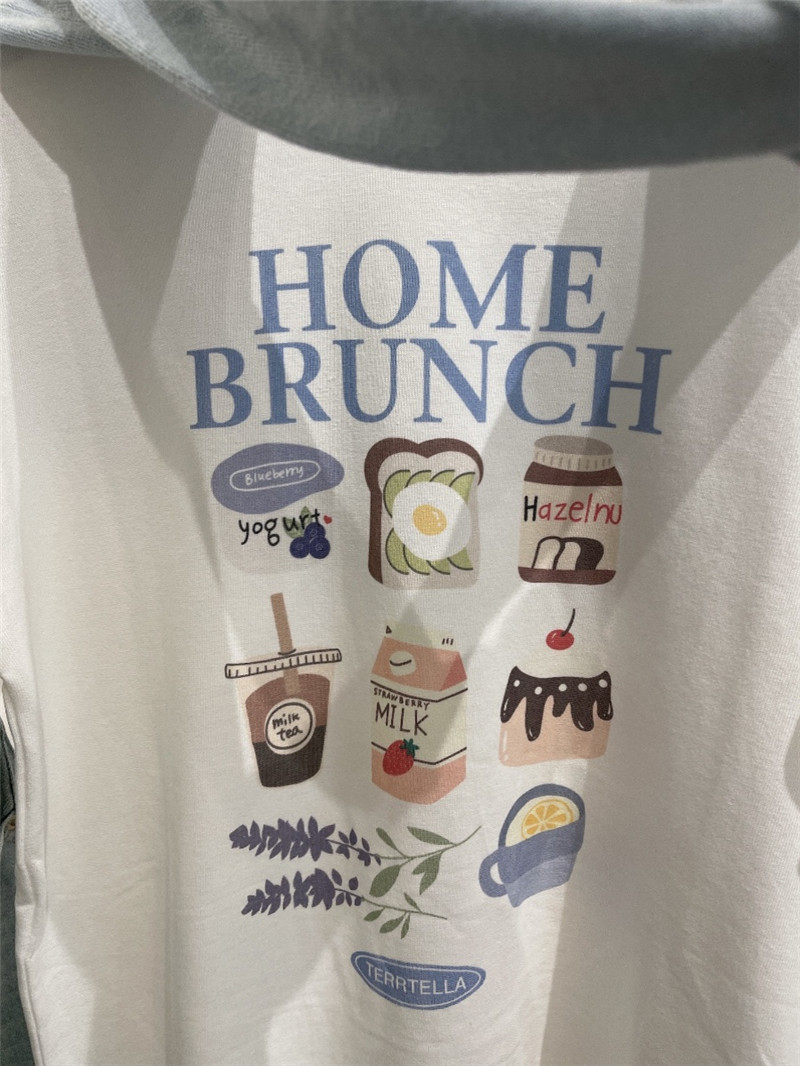 HOME
BRUNCH
Blueberry
yogurt
Hazelnu
milk
tea
STRAWBERRY
MILK
TERRTELLA